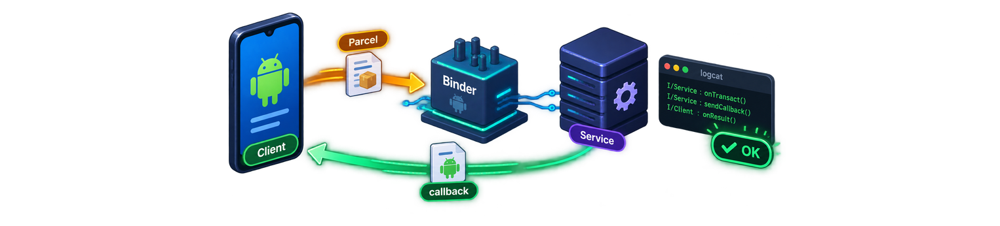 Parcel
Client
Binder
Service
callback
logcat
I/Service : onTransact()
I/Service : sendCallback()
I/Client : onResult()
OK